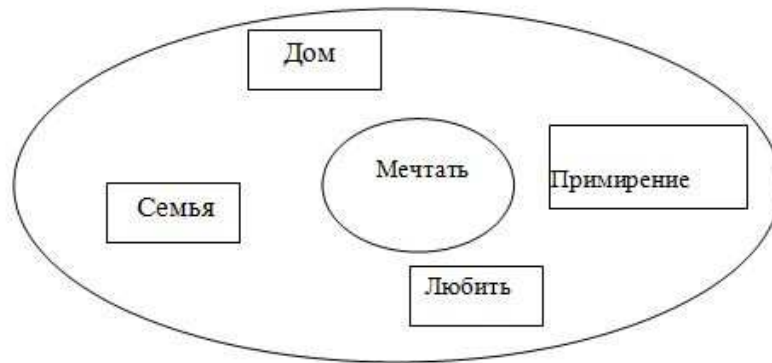 Дом
Мечтать
Примирение
Семья
Любить